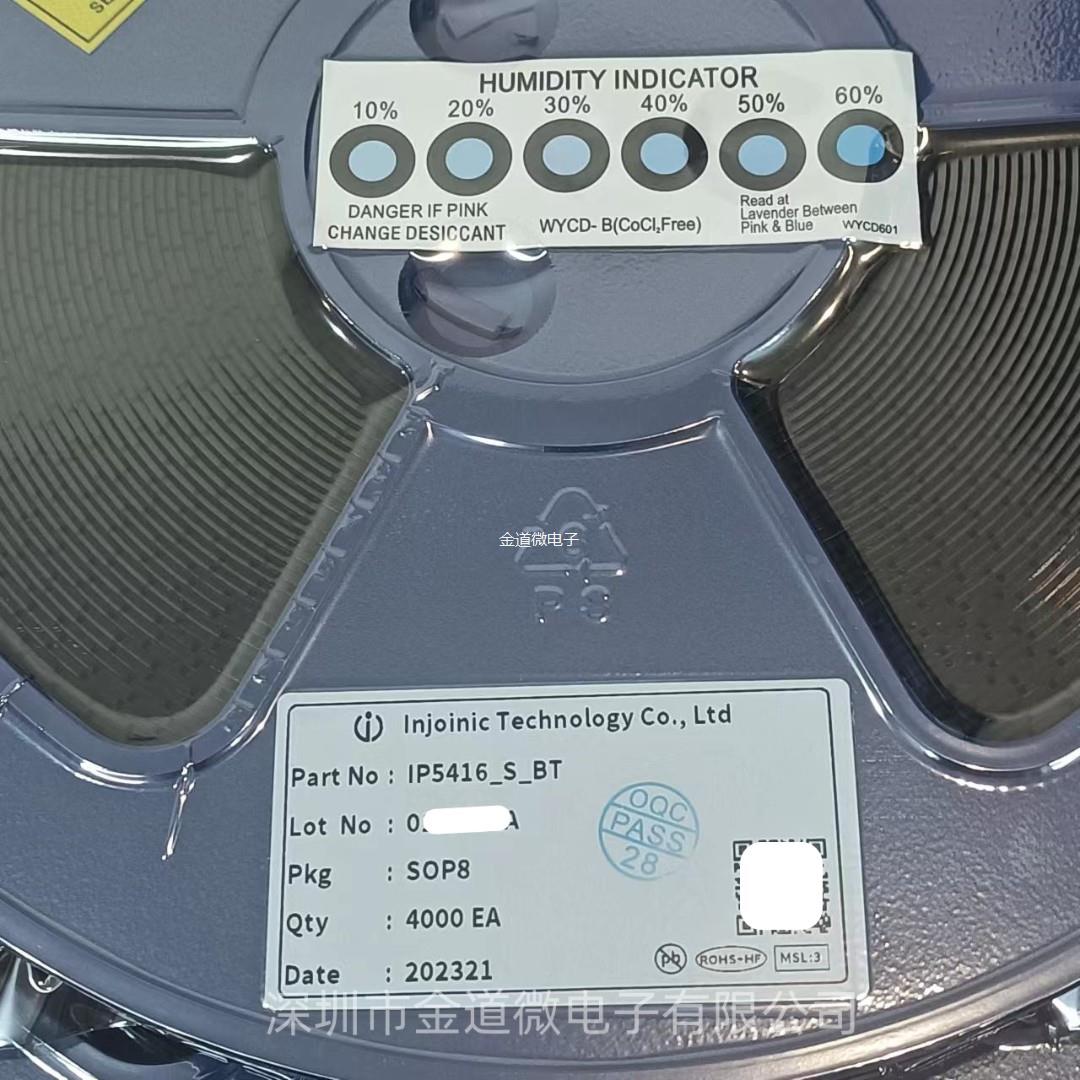 HUMIDITY INDICATOR
10% 20% 30% 40% 50% 60%
DANGER IF PINK
CHANGE DESICCANT
WYCD- B(CoCl₂Free)
Read at
Lavender Between
Pink & Blue
WYCD601
金道微电子
PS
Injoinic Technology Co., Ltd
Part No : IP5416_S_BT
Lot No : 0 A
Pkg : SOP8
Qty : 4000 EA
Date : 202321
OQC
PASS
28
Pb
ROHS-HF
MSL:3
深圳市金道微电子有限公司